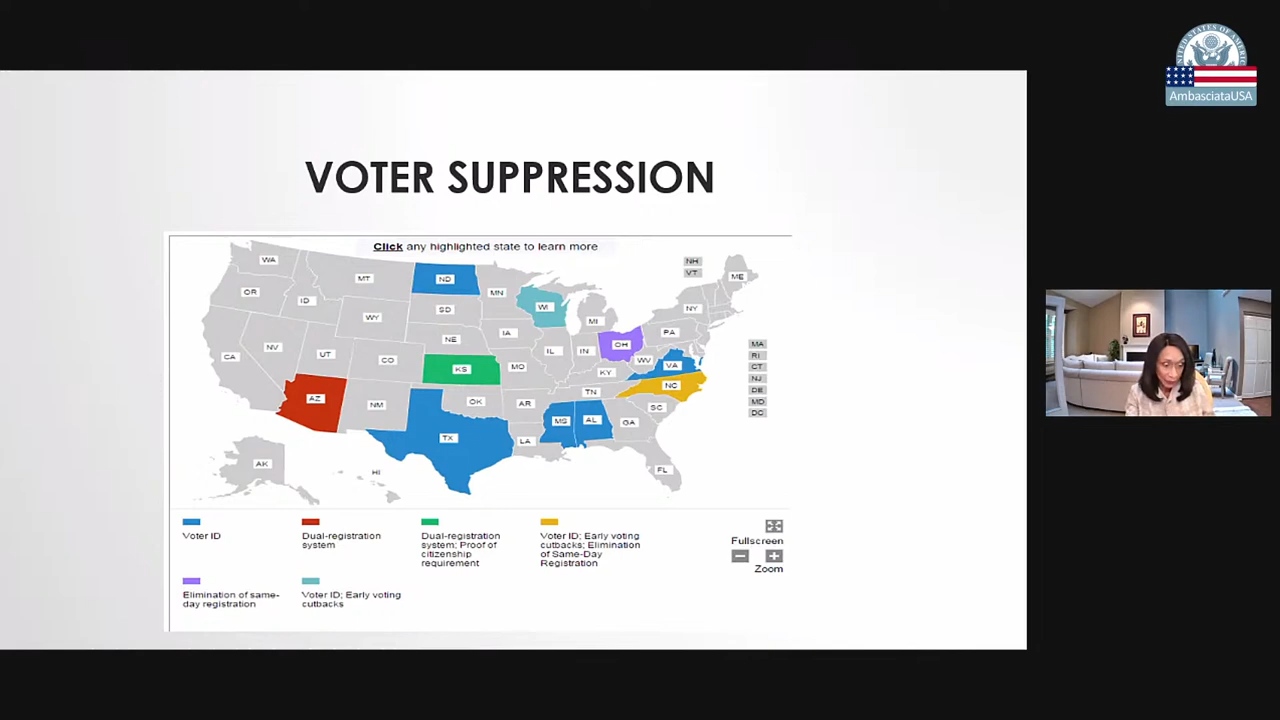 UNITED STATES OF AMERICA
AmbasciataUSA
VOTER SUPPRESSION
Click any highlighted state to learn more
WA
MT
ND
MN
OR
ID
WY
SD
WI
MI
NH
VT
ME
NY
NV
UT
CO
NE
IA
IL
IN
OH
PA
CA
AZ
NM
KS
MO
KY
WV
VA
MA
RI
CT
NJ
DE
MD
DC
OK
AR
TN
NC
SC
TX
LA
MS
AL
GA
FL
AK
HI
Voter ID
Dual-registration
system
Dual-registration
system; Proof of
citizenship
requirement
Voter ID; Early voting
cutbacks; Elimination
of Same-Day
Registration
Fullscreen
Zoom
Elimination of same-
day registration
Voter ID; Early voting
cutbacks